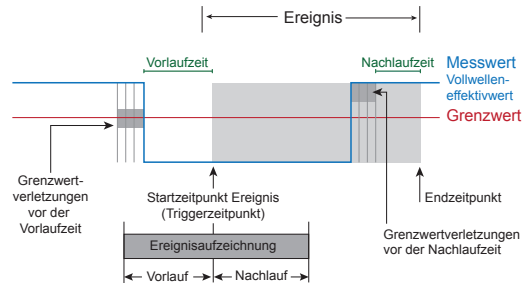 Ereignis
Vorlaufzeit
Nachlaufzeit
Messwert
Vollwellen-
effektivwert
Grenzwert
Grenzwert-
verletzungen
vor der
Vorlaufzeit
Startzeitpunkt Ereignis
(Triggerzeitpunkt)
Endzeitpunkt
Grenzwertverletzungen
vor der Nachlaufzeit
Ereignisaufzeichnung
Vorlauf
Nachlauf